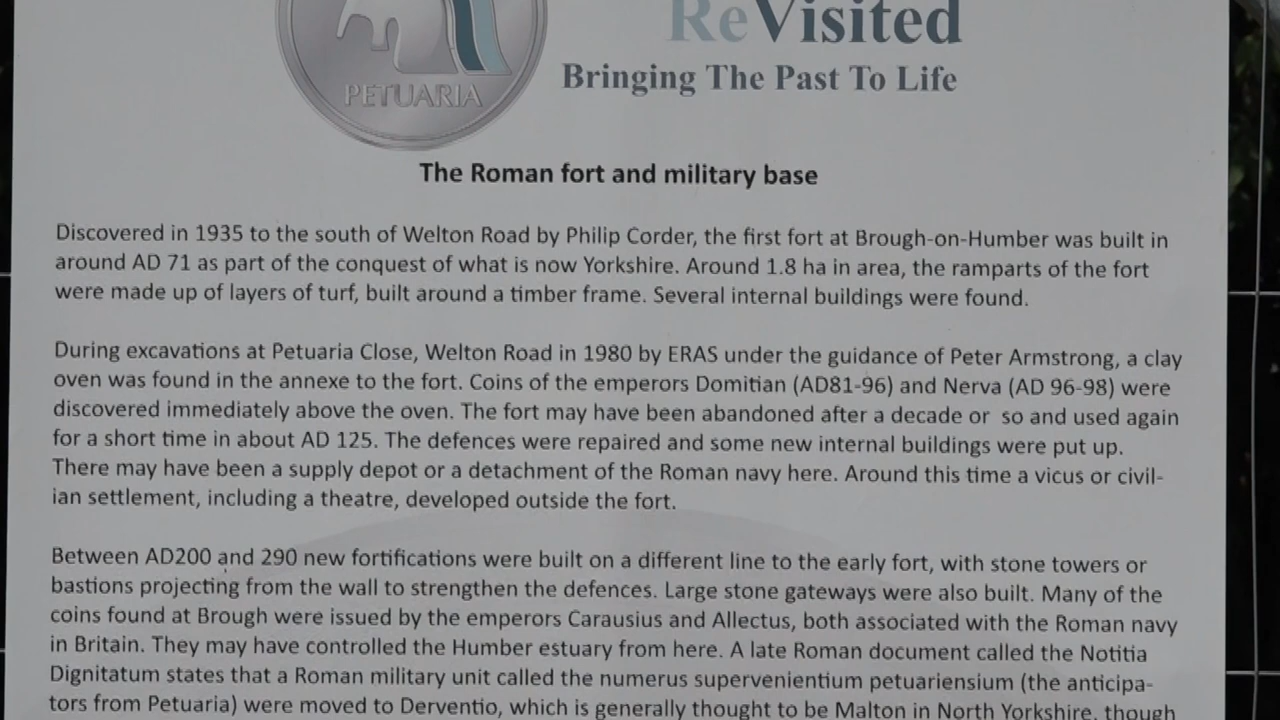 PETUARIA
ReVisited
Bringing The Past To Life
The Roman fort and military base
Discovered in 1935 to the south of Welton Road by Philip Corder, the first fort at Brough-on-Humber was built in
around AD 71 as part of the conquest of what is now Yorkshire. Around 1.8 ha in area, the ramparts of the fort
were made up of layers of turf, built around a timber frame. Several internal buildings were found.
During excavations at Petuaria Close, Welton Road in 1980 by ERAS under the guidance of Peter Armstrong, a clay
oven was found in the annexe to the fort. Coins of the emperors Domitian (AD81-96) and Nerva (AD 96-98) were
discovered immediately above the oven. The fort may have been abandoned after a decade or so and used again
for a short time in about AD 125. The defences were repaired and some new internal buildings were put up.
There may have been a supply depot or a detachment of the Roman navy here. Around this time a vicus or civil-
ian settlement, including a theatre, developed outside the fort.
Between AD200 and 290 new fortifications were built on a different line to the early fort, with stone towers or
bastions projecting from the wall to strengthen the defences. Large stone gateways were also built. Many of the
coins found at Brough were issued by the emperors Carausius and Allectus, both associated with the Roman navy
in Britain. They may have controlled the Humber estuary from here. A late Roman document called the Notitia
Dignitatum states that a Roman military unit called the numerus supervenientium petuariensium (the anticipa-
tors from Petuaria) were moved to Derventio, which is generally thought to be Malton in North Yorkshire, though